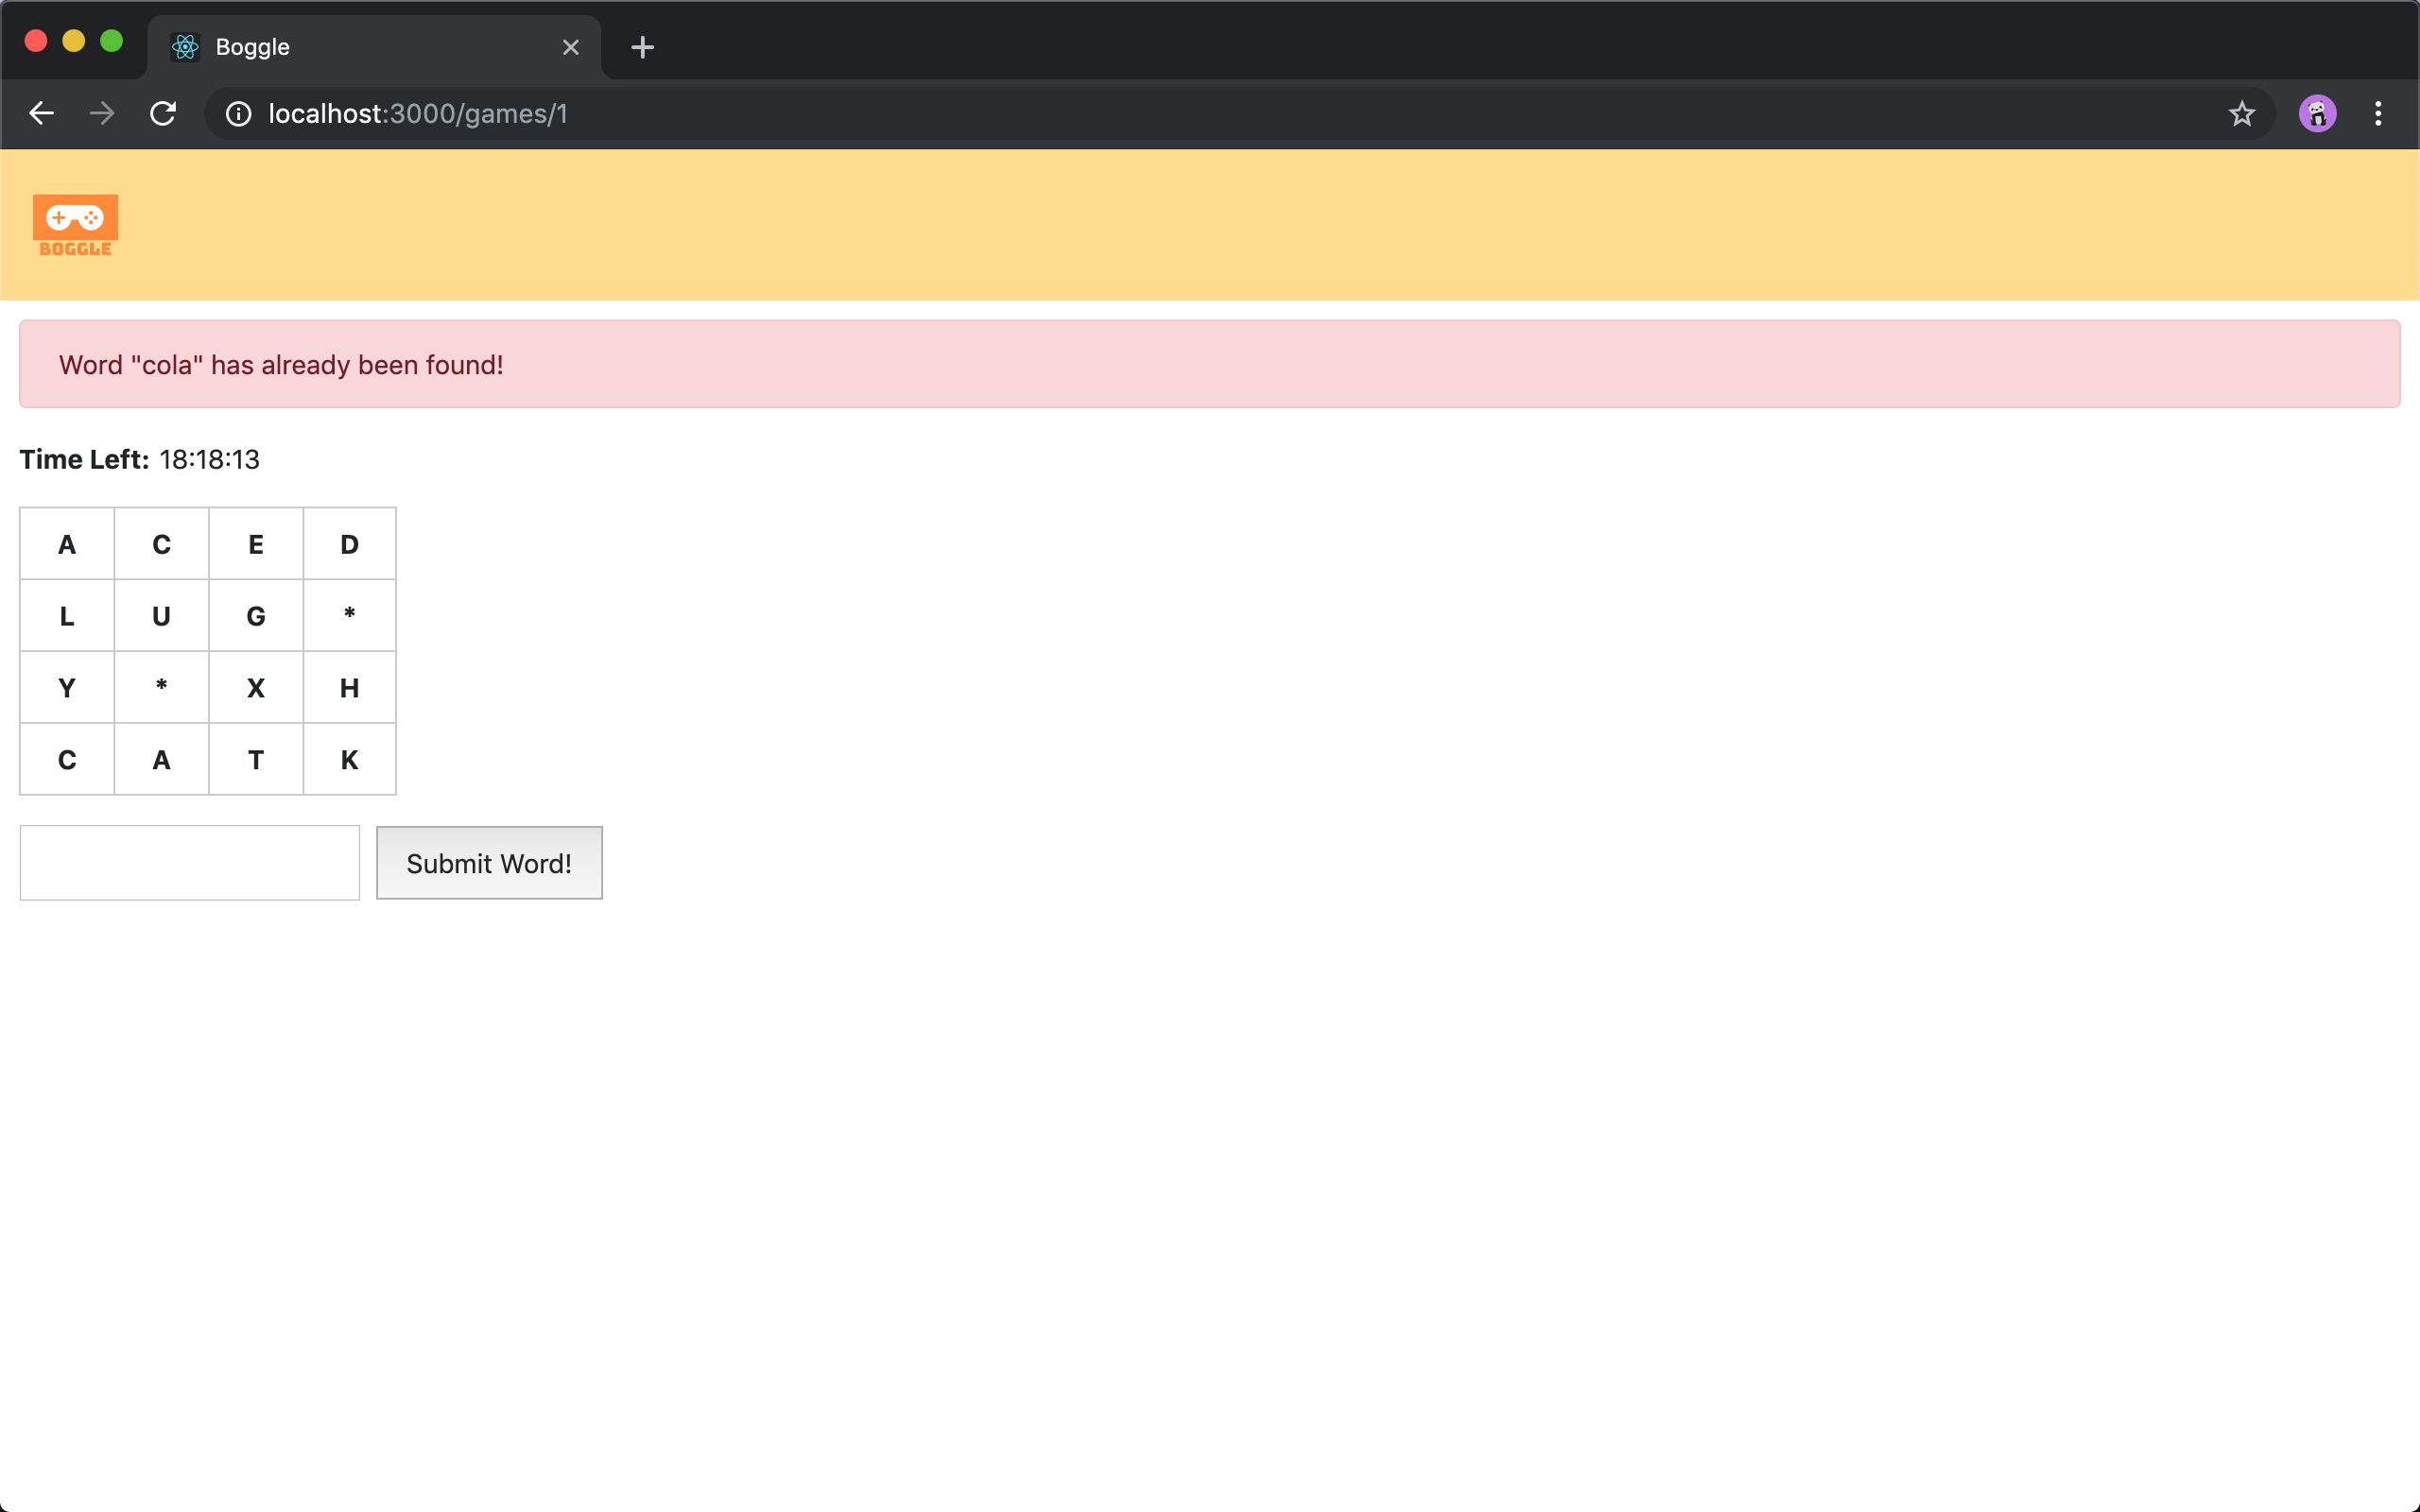 Boggle
localhost:3000/games/1
BOGGLE
Word "cola" has already been found!
Time Left: 18:18:13
A C E D
L U G *
Y * X H
C A T K
Submit Word!